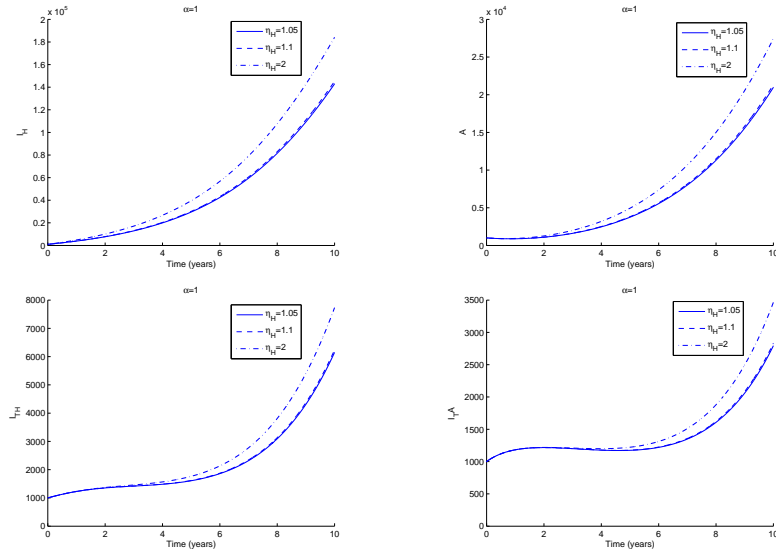 α=1
x 10^5
2
1.8
1.6
1.4
1.2
1
0.8
0.6
0.4
0.2
0
I_H
η_H=1.05
η_H=1.1
η_H=2
0 2 4 6 8 10
Time (years)
α=1
x 10^4
3
2.5
2
1.5
1
0.5
0
A
η_H=1.05
η_H=1.1
η_H=2
0 2 4 6 8 10
Time (years)
α=1
8000
7000
6000
5000
4000
3000
2000
1000
0
I_TH
η_H=1.05
η_H=1.1
η_H=2
0 2 4 6 8 10
Time (years)
α=1
3500
3000
2500
2000
1500
1000
500
0
I_TA
η_H=1.05
η_H=1.1
η_H=2
0 2 4 6 8 10
Time (years)